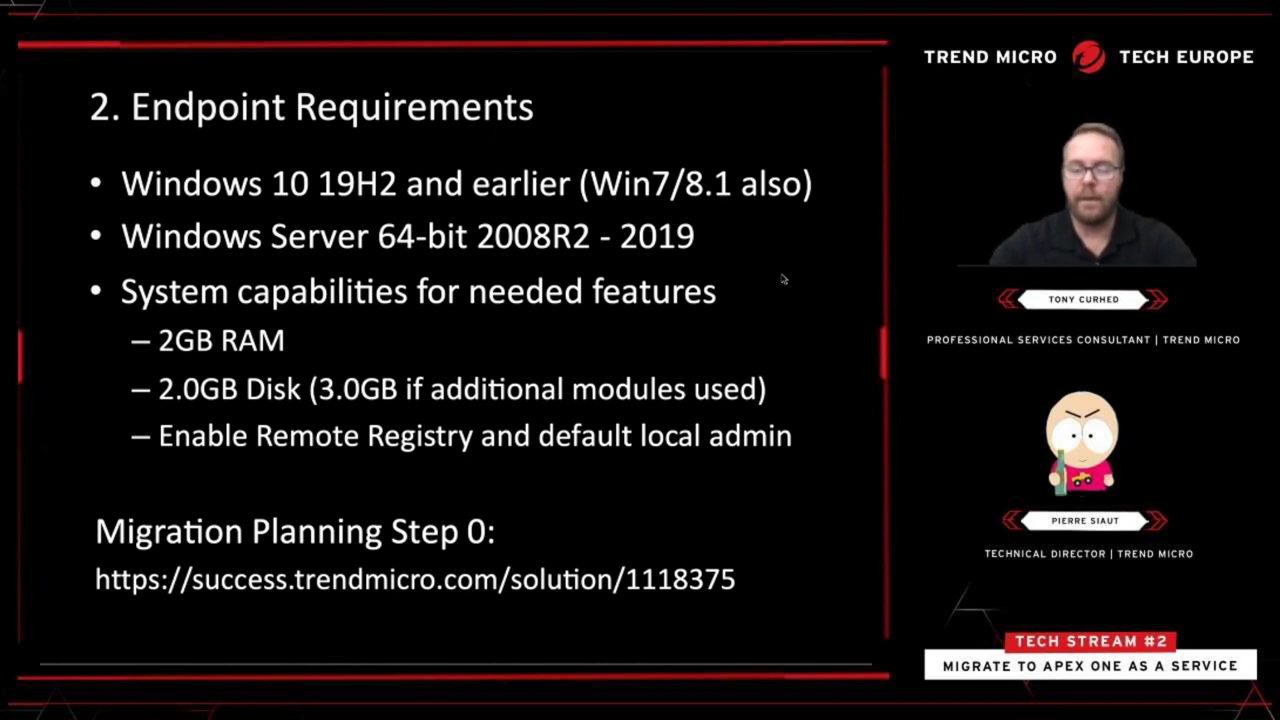 2. Endpoint Requirements
• Windows 10 19H2 and earlier (Win7/8.1 also)
• Windows Server 64-bit 2008R2 - 2019
• System capabilities for needed features
– 2GB RAM
– 2.0GB Disk (3.0GB if additional modules used)
– Enable Remote Registry and default local admin
Migration Planning Step 0:
https://success.trendmicro.com/solution/1118375
TREND MICRO TECH EUROPE
TONY CURHED
PROFESSIONAL SERVICES CONSULTANT | TREND MICRO
PIERRE SIAUT
TECHNICAL DIRECTOR | TREND MICRO
TECH STREAM #2
MIGRATE TO APEX ONE AS A SERVICE